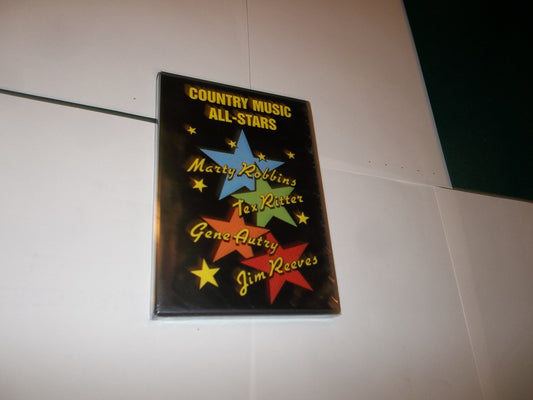 COUNTRY MUSIC
ALL-STARS
Marty Robbins
Tex Ritter
Gene Autry
Jim Reeves